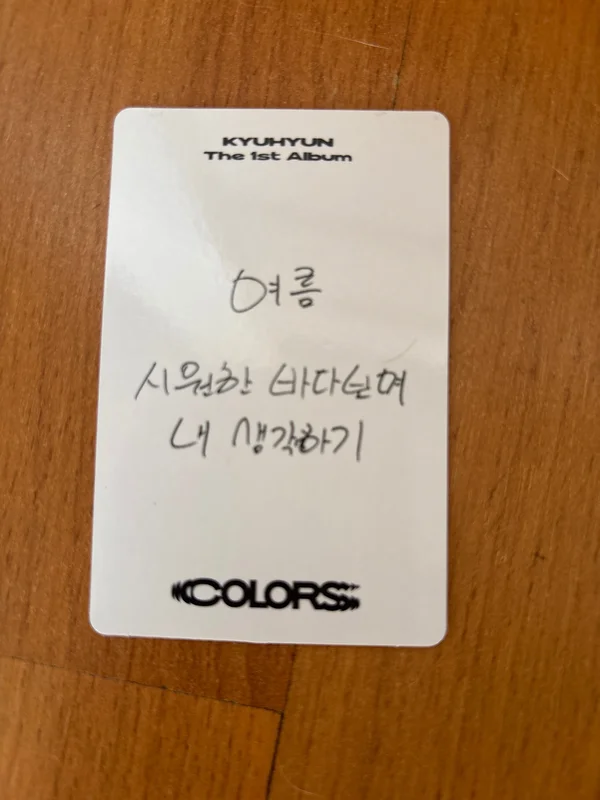 KYUHYUN
The 1st Album
여름
시원한 바다보며
내 생각하기
COLORS